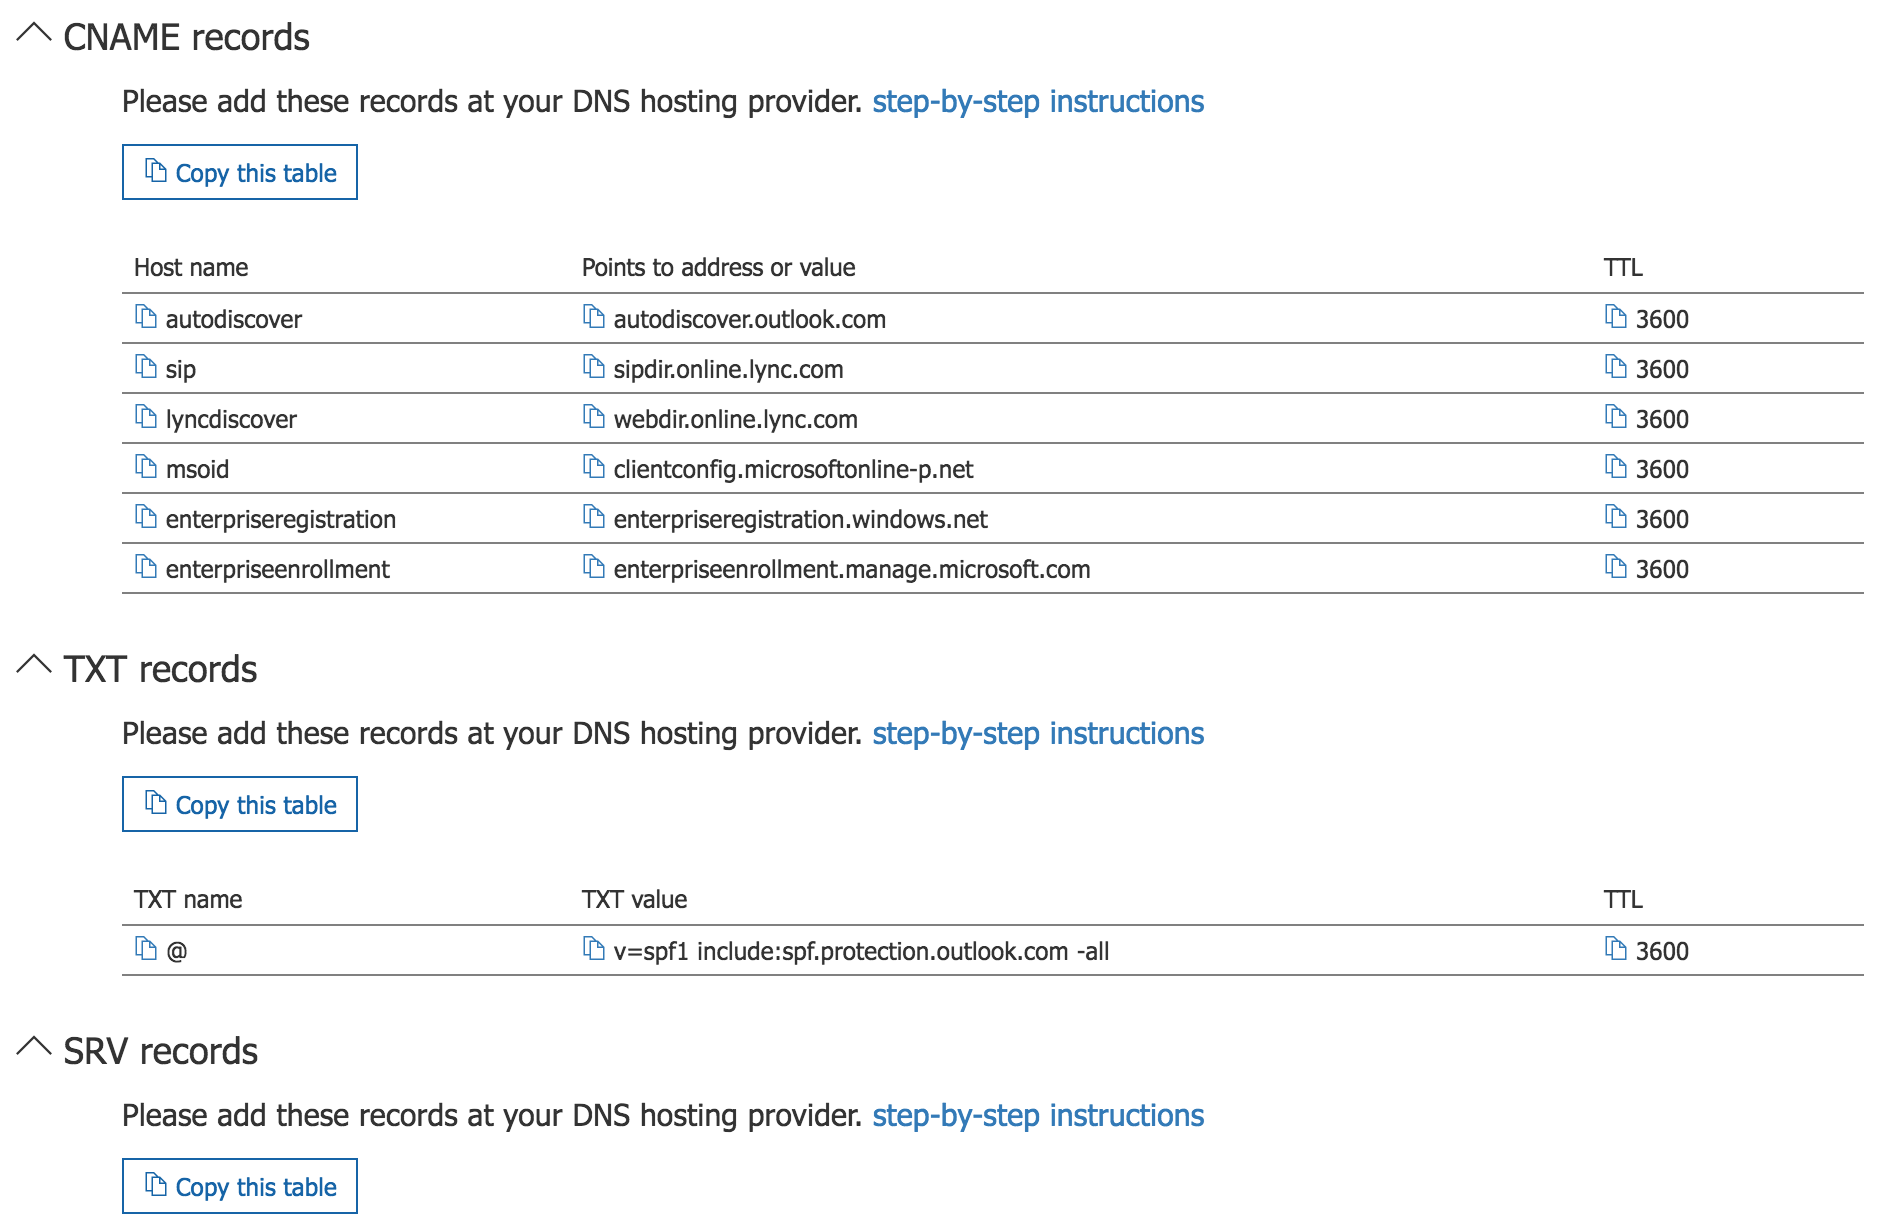 CNAME records
Please add these records at your DNS hosting provider. step-by-step instructions
Copy this table
Host name Points to address or value TTL
autodiscover autodiscover.outlook.com 3600
sip sipdir.online.lync.com 3600
lyncdiscover webdir.online.lync.com 3600
msoid clientconfig.microsoftonline-p.net 3600
enterpriseregistration enterpriseregistration.windows.net 3600
enterpriseenrollment enterpriseenrollment.manage.microsoft.com 3600
TXT records
Please add these records at your DNS hosting provider. step-by-step instructions
Copy this table
TXT name TXT value TTL
@ v=spf1 include:spf.protection.outlook.com -all 3600
SRV records
Please add these records at your DNS hosting provider. step-by-step instructions
Copy this table